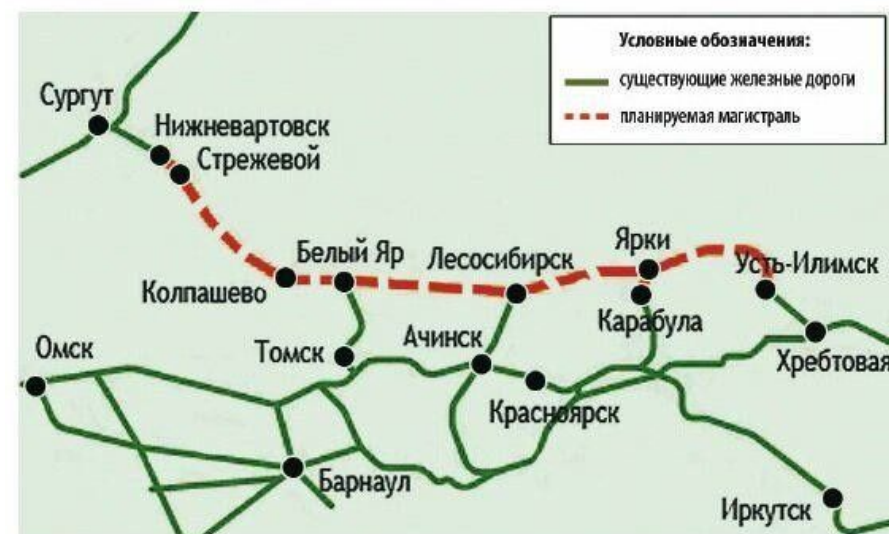 Условные обозначения:
существующие железные дороги
планируемая магистраль
Сургут
Нижневартовск
Стрежевой
Белый Яр
Лесосибирск
Ярки
Усть-Илимск
Колпашево
Карабула
Омск
Томск
Ачинск
Хребтовая
Красноярск
Барнаул
Иркутск